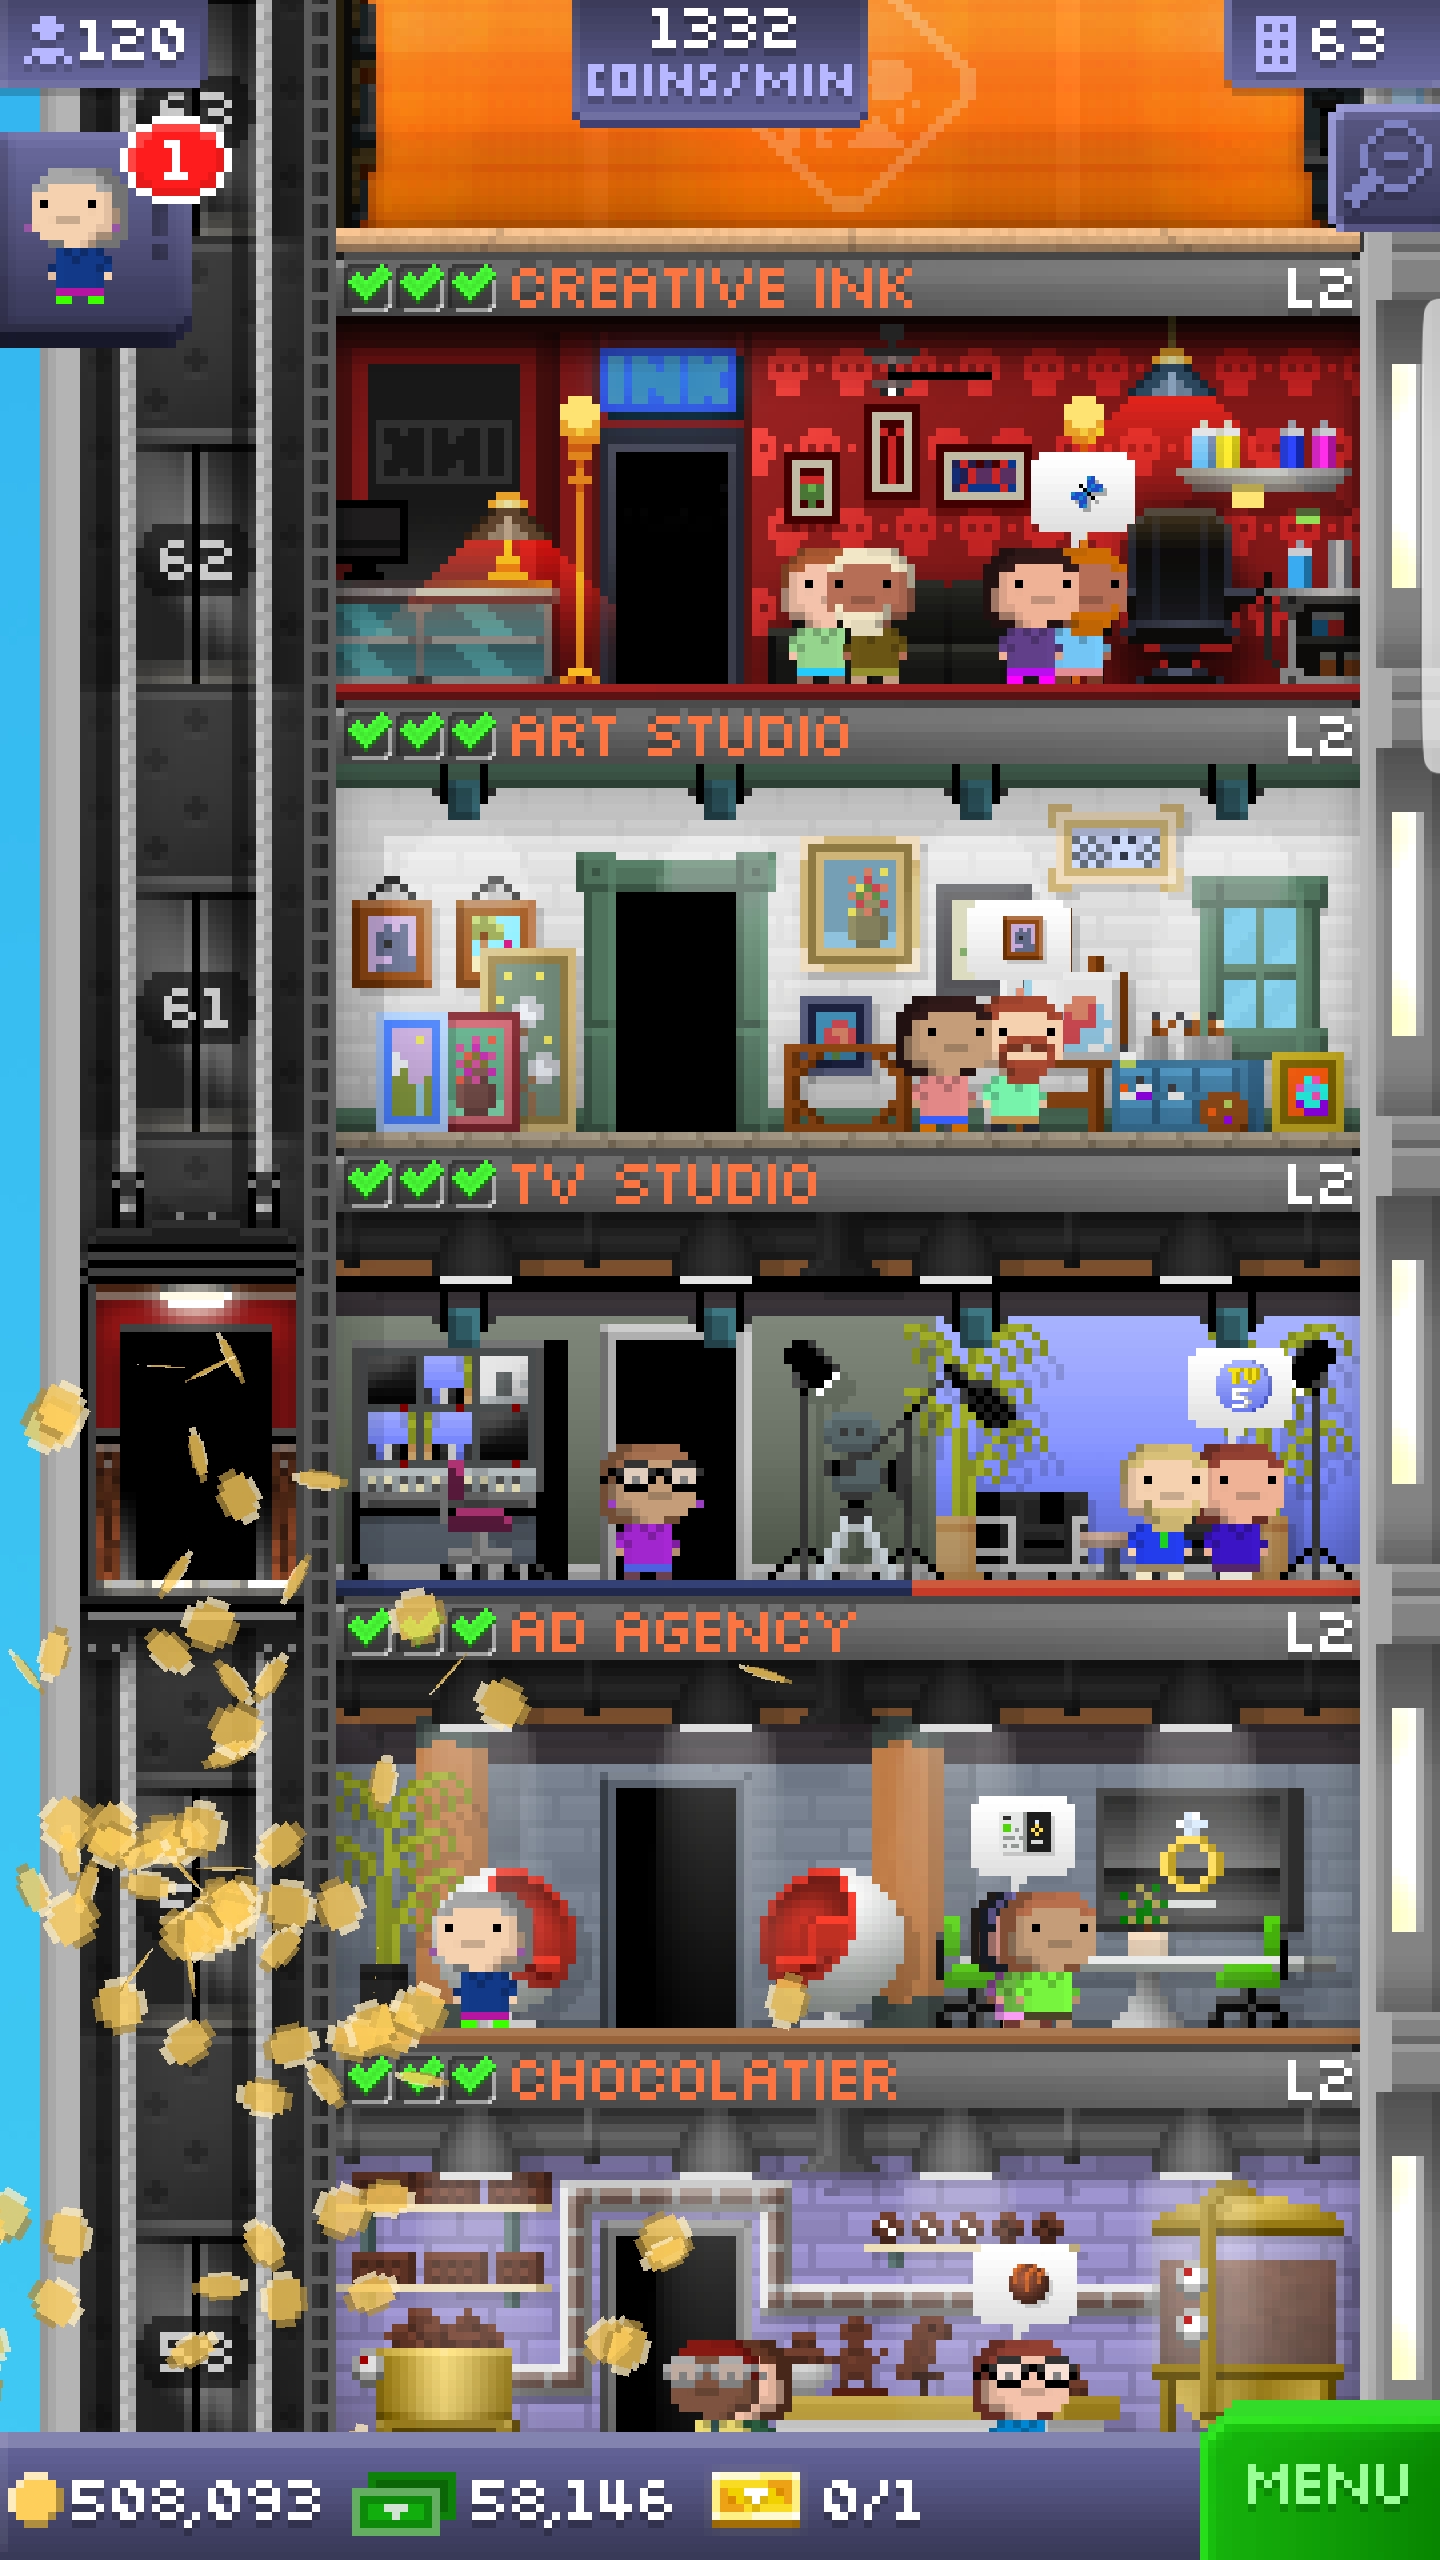 120
1332
COINS/MIN
63
63
1
CREATIVE INK L2
INK
62
ART STUDIO L2
61
TV STUDIO L2
TV
5
AD AGENCY L2
CHOCOLATIER L2
508,093
58,146
0/1
MENU